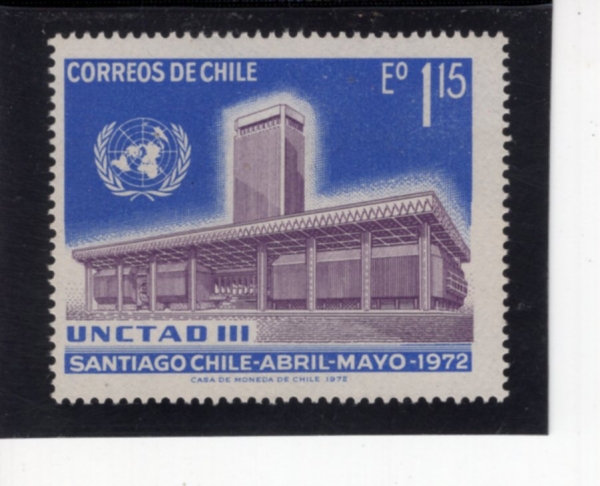 CORREOS DE CHILE
Eº 1,15
UNCTAD III
SANTIAGO CHILE-ABRIL-MAYO-1972
CASA DE MONEDA DE CHILE 1972